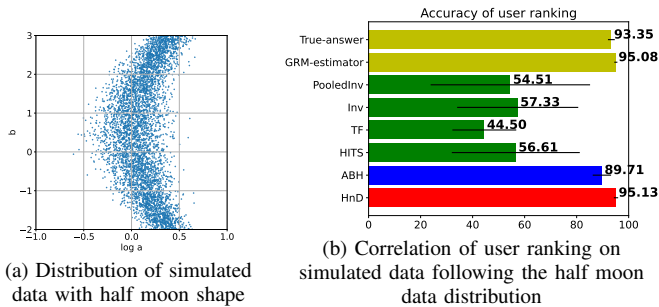 3
2
1
0
−1
−2
b
−1.0
−0.5
0.0
0.5
1.0
log a
(a) Distribution of simulated
data with half moon shape
Accuracy of user ranking
True-answer
93.35
GRM-estimator
95.08
PooledInv
54.51
Inv
57.33
TF
44.50
HITS
56.61
ABH
89.71
HnD
95.13
0
20
40
60
80
100
(b) Correlation of user ranking on
simulated data following the half moon
data distribution